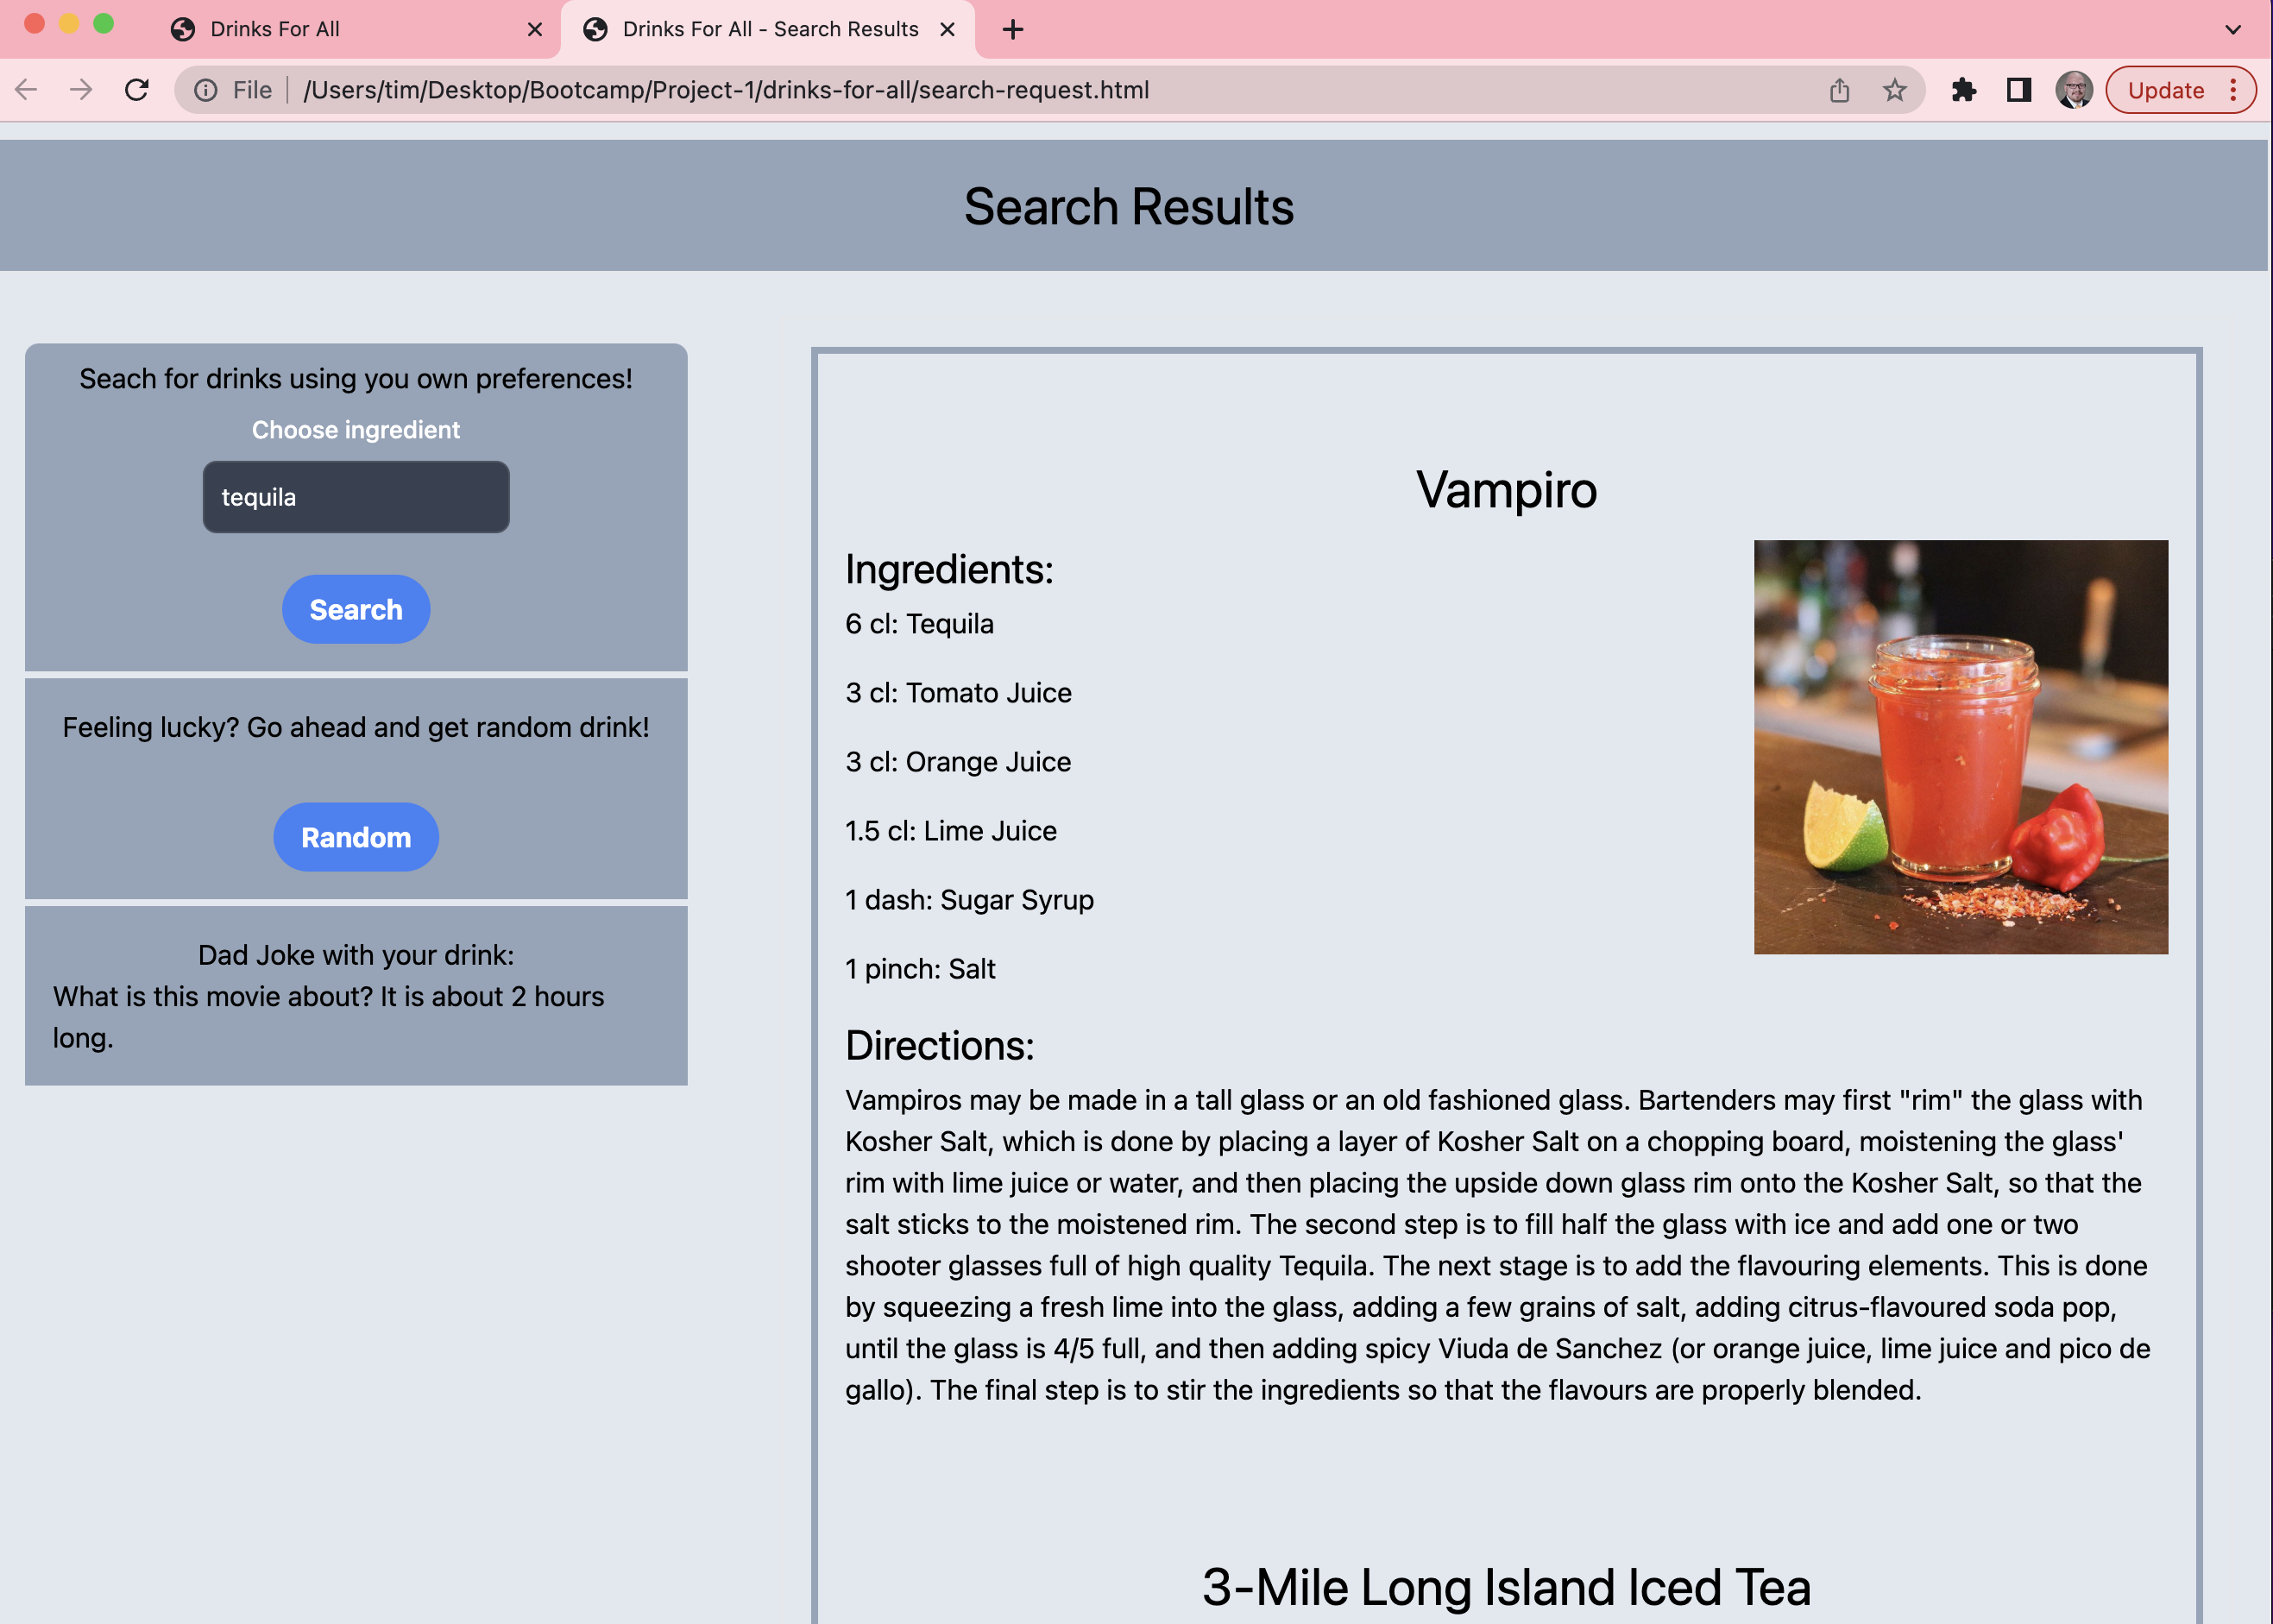 Drinks For All
Drinks For All - Search Results
File
/Users/tim/Desktop/Bootcamp/Project-1/drinks-for-all/search-request.html
Update
Search Results
Seach for drinks using you own preferences!
Choose ingredient
tequila
Search
Feeling lucky? Go ahead and get random drink!
Random
Dad Joke with your drink:
What is this movie about? It is about 2 hours
long.
Vampiro
Ingredients:
6 cl: Tequila
3 cl: Tomato Juice
3 cl: Orange Juice
1.5 cl: Lime Juice
1 dash: Sugar Syrup
1 pinch: Salt
Directions:
Vampiros may be made in a tall glass or an old fashioned glass. Bartenders may first "rim" the glass with
Kosher Salt, which is done by placing a layer of Kosher Salt on a chopping board, moistening the glass'
rim with lime juice or water, and then placing the upside down glass rim onto the Kosher Salt, so that the
salt sticks to the moistened rim. The second step is to fill half the glass with ice and add one or two
shooter glasses full of high quality Tequila. The next stage is to add the flavouring elements. This is done
by squeezing a fresh lime into the glass, adding a few grains of salt, adding citrus-flavoured soda pop,
until the glass is 4/5 full, and then adding spicy Viuda de Sanchez (or orange juice, lime juice and pico de
gallo). The final step is to stir the ingredients so that the flavours are properly blended.
3-Mile Long Island Iced Tea